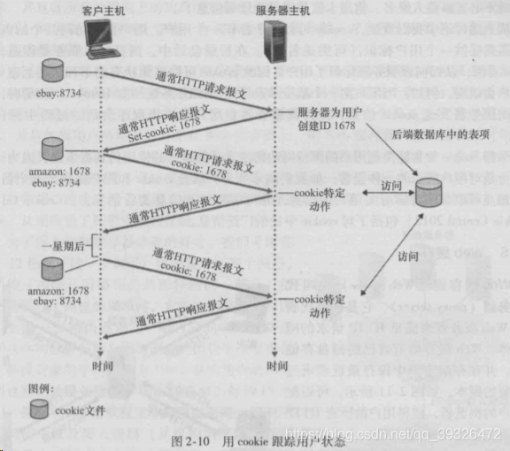 客户主机
服务器主机
ebay:8734
通常HTTP请求报文
服务器为用户
创建ID 1678
后端数据库中的表项
通常HTTP响应报文
Set-cookie: 1678
amazon: 1678
ebay: 8734
通常HTTP请求报文
cookie: 1678
cookie特定
动作
访问
通常HTTP响应报文
一星期后
访问
通常HTTP请求报文
cookie: 1678
amazon: 1678
ebay: 8734
cookie特定
动作
通常HTTP响应报文
时间
时间
图例:
cookie文件
图 2-10 用 cookie 跟踪用户状态
https://blog.csdn.net/qq_39326472